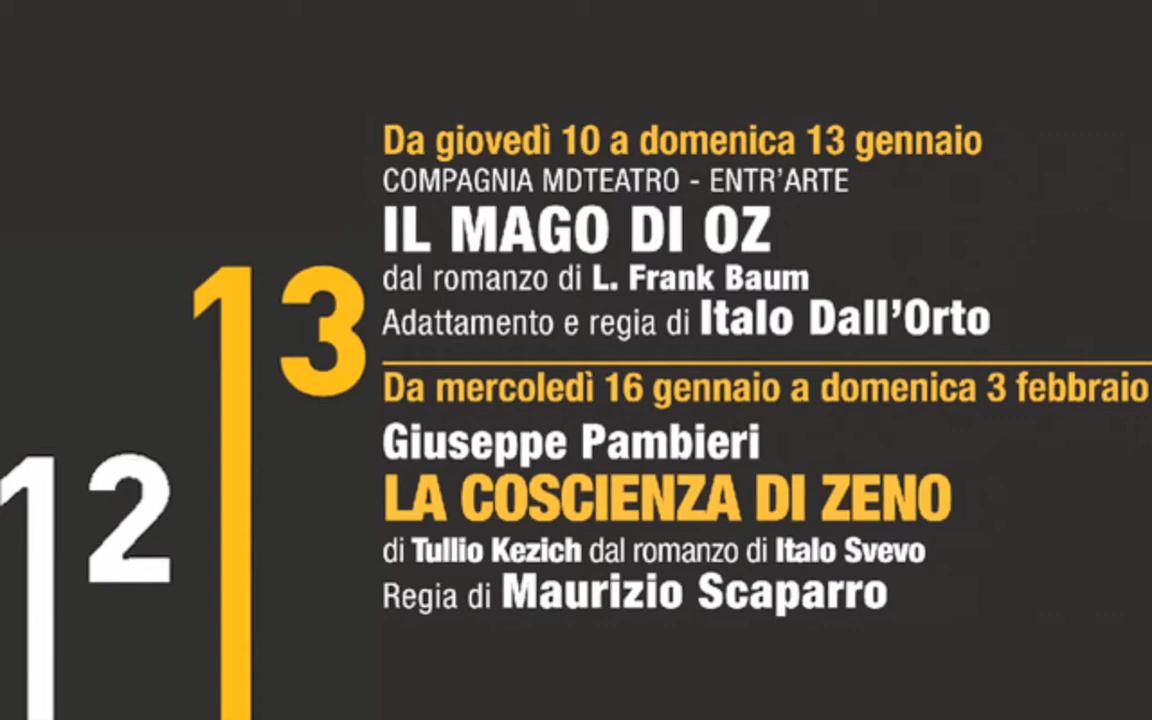 Da giovedì 10 a domenica 13 gennaio
COMPAGNIA MDTEATRO - ENTR'ARTE
IL MAGO DI OZ
dal romanzo di L. Frank Baum
Adattamento e regia di Italo Dall'Orto
13
Da mercoledì 16 gennaio a domenica 3 febbraio
Giuseppe Pambieri
LA COSCIENZA DI ZENO
di Tullio Kezich dal romanzo di Italo Svevo
Regia di Maurizio Scaparro
12